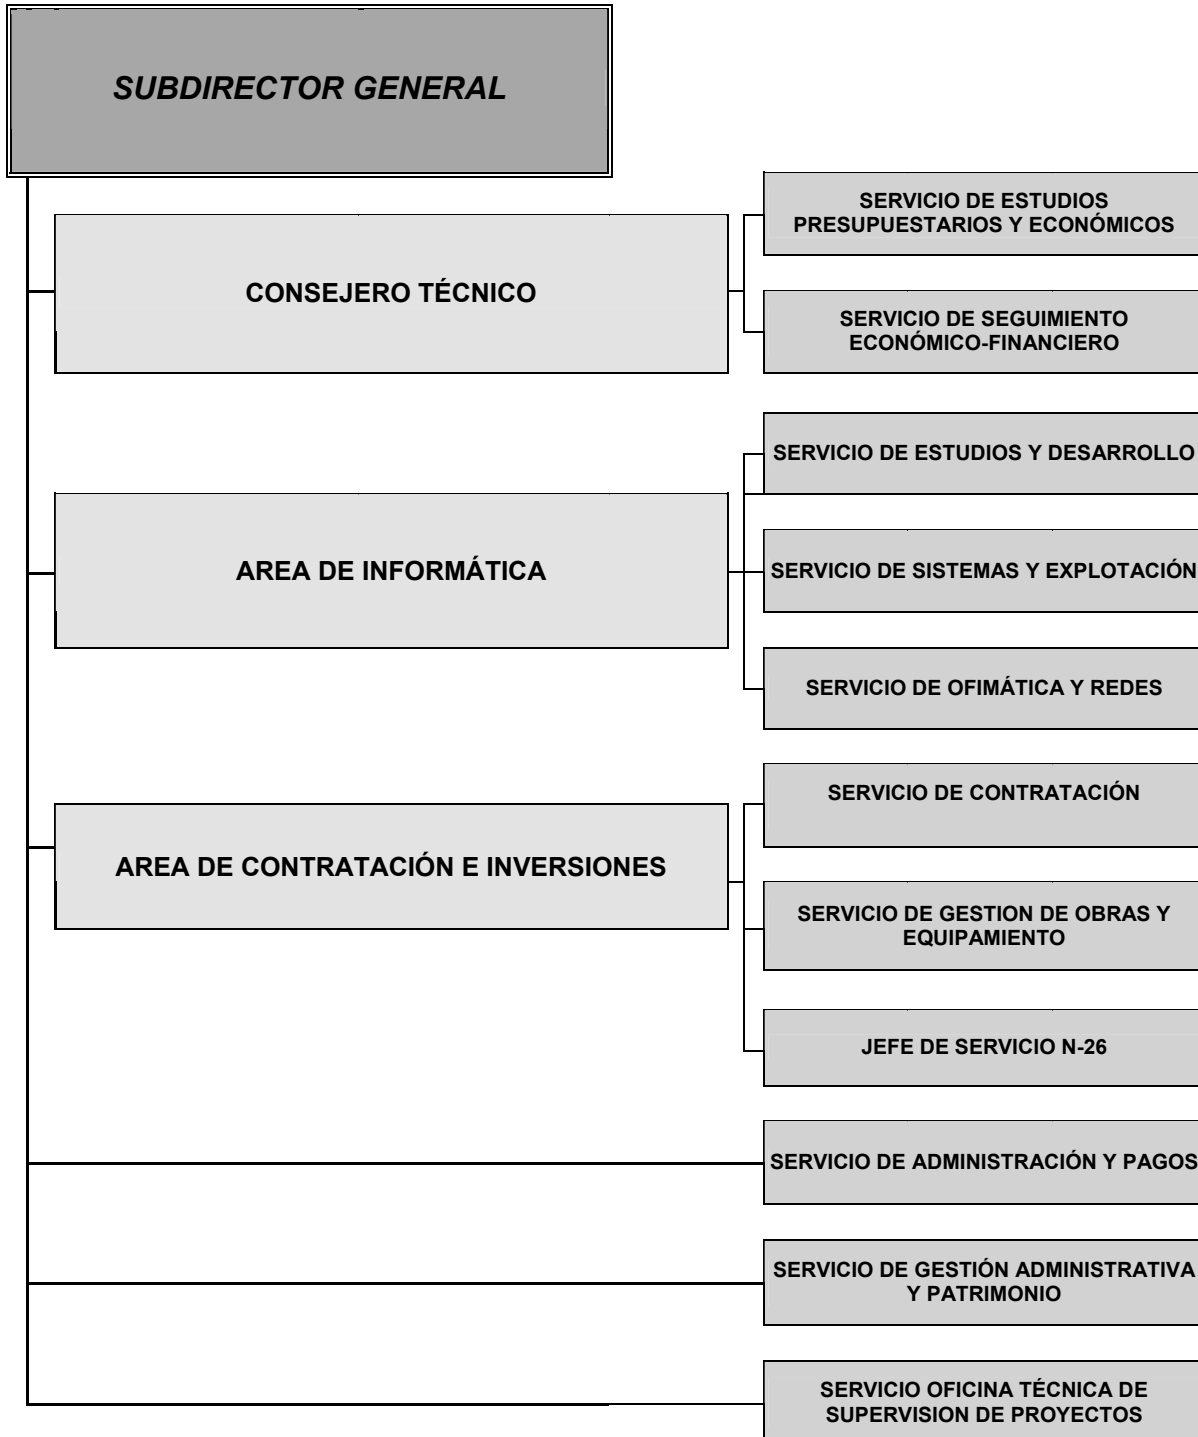 SUBDIRECTOR GENERAL
SERVICIO DE ESTUDIOS
PRESUPUESTARIOS Y ECONÓMICOS
CONSEJERO TÉCNICO
SERVICIO DE SEGUIMIENTO
ECONÓMICO-FINANCIERO
SERVICIO DE ESTUDIOS Y DESARROLLO
AREA DE INFORMÁTICA
SERVICIO DE SISTEMAS Y EXPLOTACIÓN
SERVICIO DE OFIMÁTICA Y REDES
SERVICIO DE CONTRATACIÓN
AREA DE CONTRATACIÓN E INVERSIONES
SERVICIO DE GESTION DE OBRAS Y
EQUIPAMIENTO
JEFE DE SERVICIO N-26
SERVICIO DE ADMINISTRACIÓN Y PAGOS
SERVICIO DE GESTIÓN ADMINISTRATIVA
Y PATRIMONIO
SERVICIO OFICINA TÉCNICA DE
SUPERVISION DE PROYECTOS